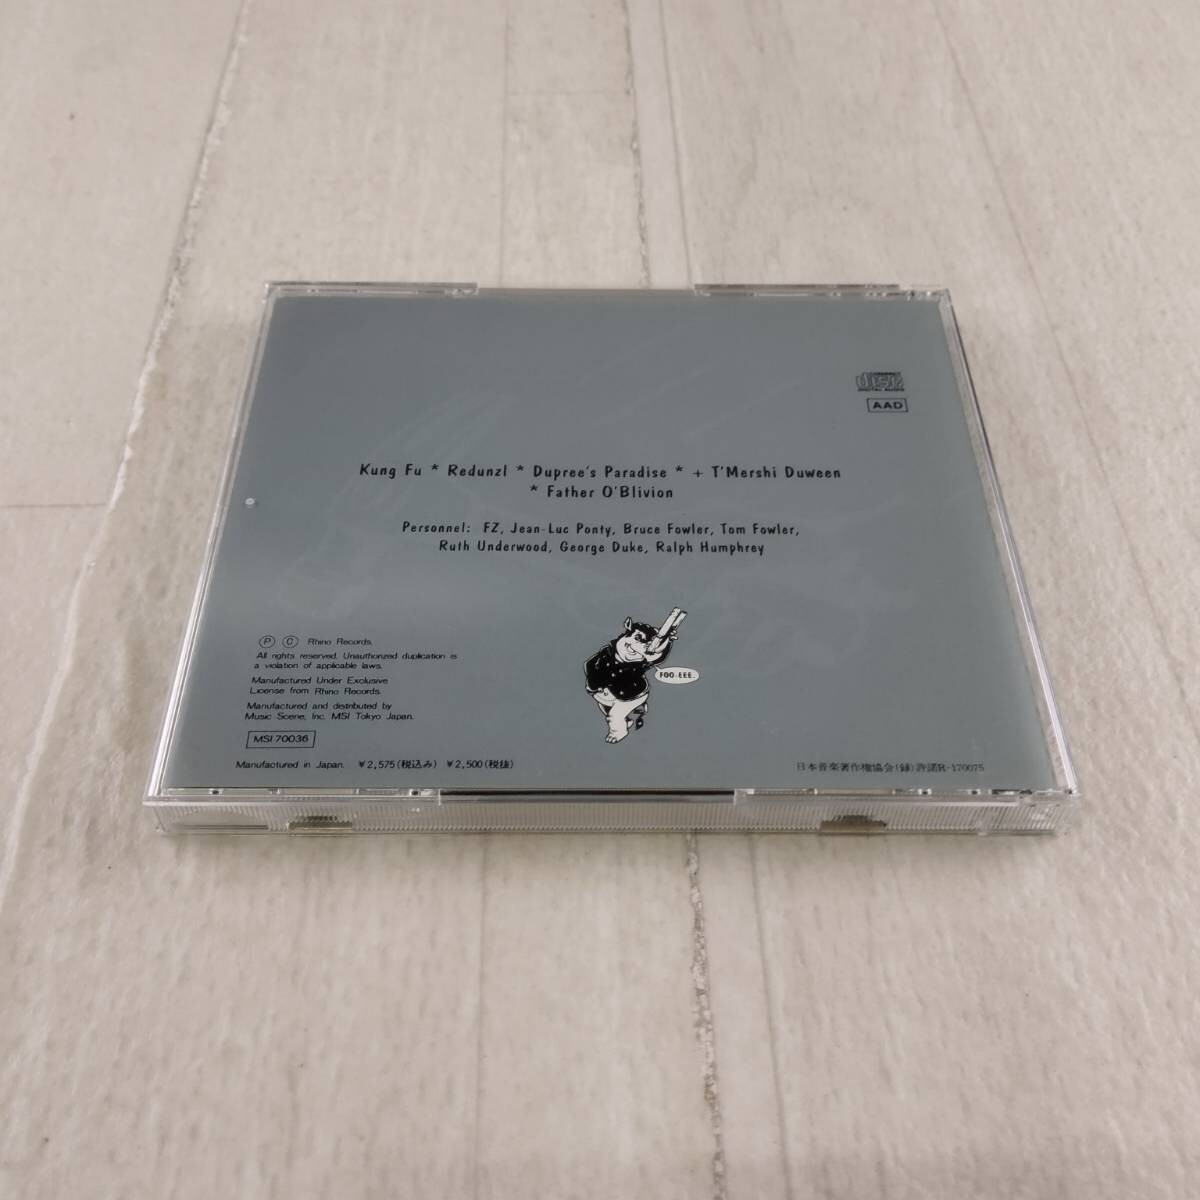 COMPACT
disc
DIGITAL AUDIO
AAD
Kung Fu * Redunzl * Dupree's Paradise * + T'Mershi Duween
* Father O'Blivion
Personnel: FZ, Jean-Luc Ponty, Bruce Fowler, Tom Fowler,
Ruth Underwood, George Duke, Ralph Humphrey
FOO-EEE.
Ⓟ Ⓒ Rhino Records.
All rights reserved. Unauthorized duplication is
a violation of applicable laws.
Manufactured Under Exclusive
License from Rhino Records.
Manufactured and distributed by
Music Scene, Inc. MSI Tokyo Japan.
MSI 70036
Manufactured in Japan. ¥2,575(税込み) ¥2,500(税抜)
日本音楽著作権協会(録)許諾R-170075